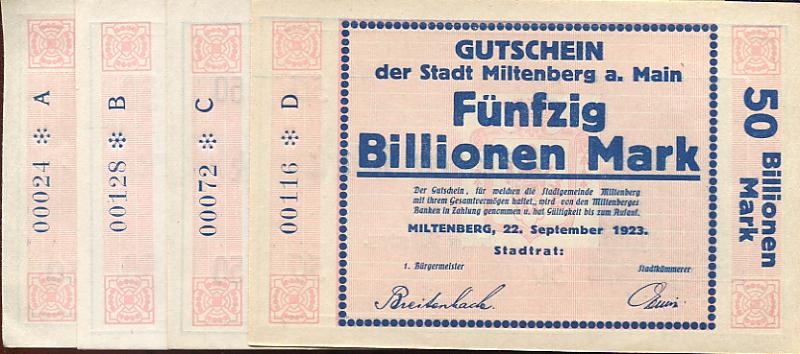 00024 * A
00128 * B
00072 * C
00116 * D
GUTSCHEIN
der Stadt Miltenberg a. Main
Fünfzig
Billionen Mark
Der Gutschein, für welchen die Stadtgemeinde Miltenberg
mit ihrem Gesamtvermögen haftet, wird von den Miltenberger
Banken in Zahlung genommen u. hat Gültigkeit bis zum Aufruf.
MILTENBERG, 22. September 1923.
Stadtrat:
1. Bürgermeister Stadtkämmerer
Breitenbach.
50 Billionen
Mark